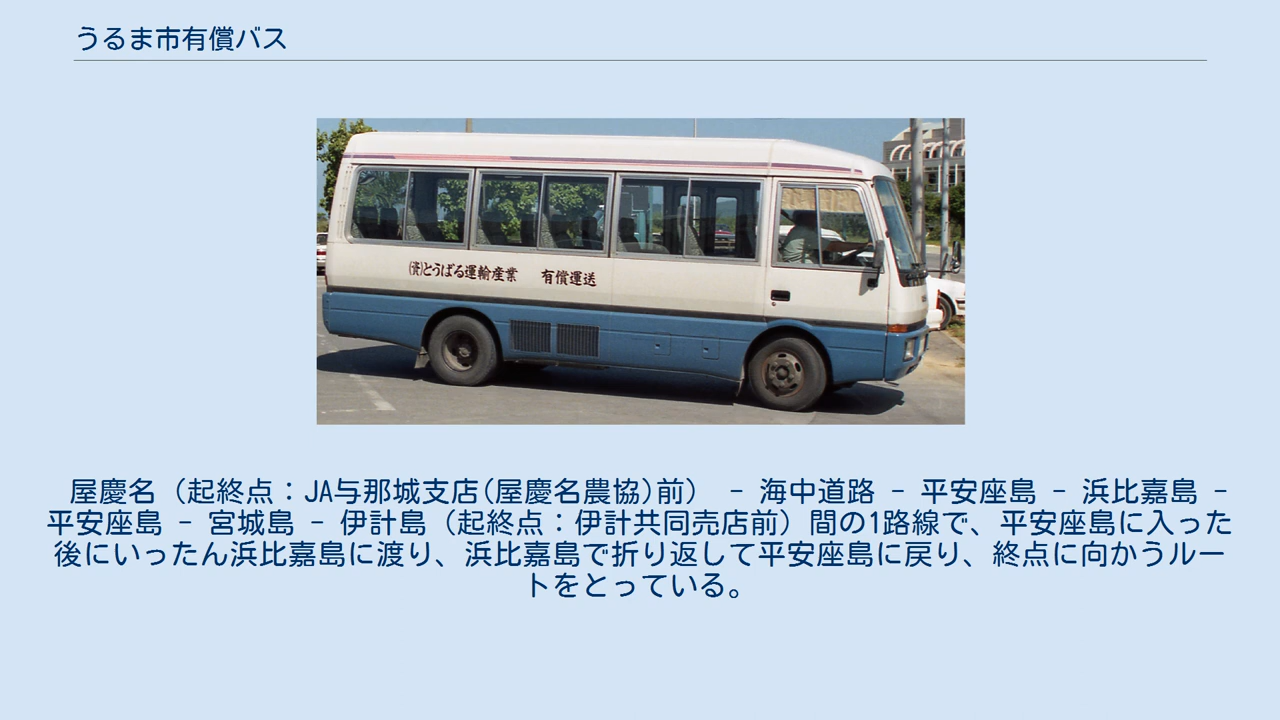 うるま市有償バス
㈾とうばる運輸産業　有償運送
屋慶名（起終点：JA与那城支店(屋慶名農協)前） - 海中道路 - 平安座島 - 浜比嘉島 -
平安座島 - 宮城島 - 伊計島（起終点：伊計共同売店前）間の1路線で、平安座島に入った
後にいったん浜比嘉島に渡り、浜比嘉島で折り返して平安座島に戻り、終点に向かうルー
トをとっている。